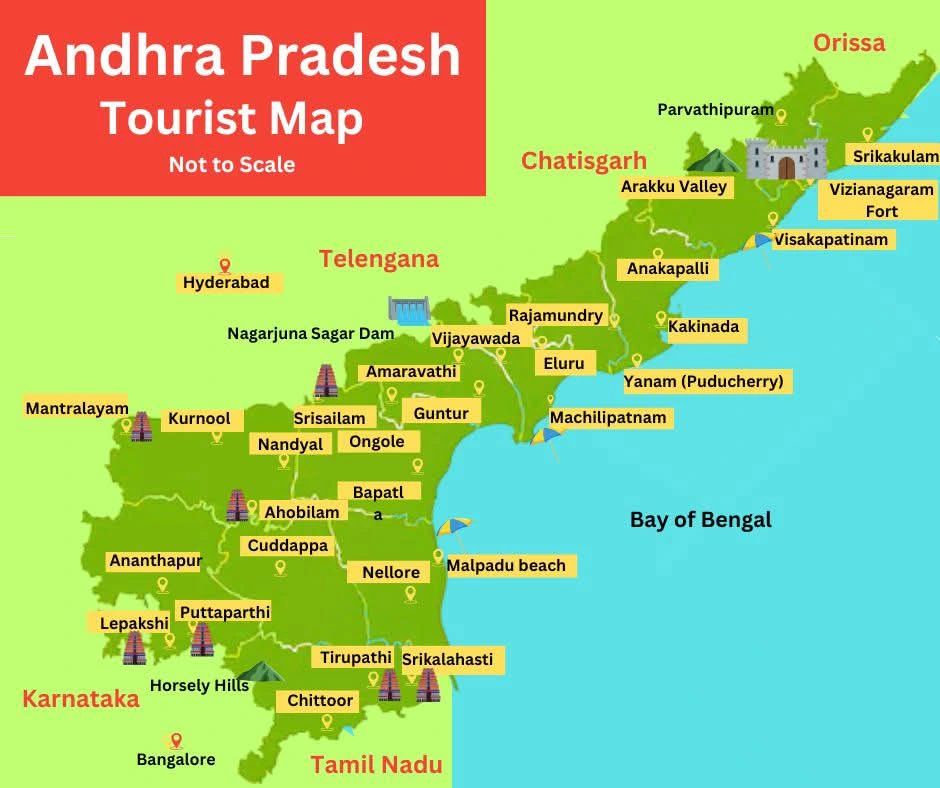 Andhra Pradesh
Tourist Map
Not to Scale
Orissa
Parvathipuram
Srikakulam
Chatisgarh
Arakku Valley
Vizianagaram
Fort
Visakapatinam
Telengana
Anakapalli
Hyderabad
Rajamundry
Kakinada
Nagarjuna Sagar Dam
Vijayawada
Eluru
Amaravathi
Yanam (Puducherry)
Mantralayam
Kurnool
Srisailam
Guntur
Machilipatnam
Nandyal
Ongole
Bapatl
a
Ahobilam
Bay of Bengal
Cuddappa
Ananthapur
Nellore
Malpadu beach
Lepakshi
Puttaparthi
Tirupathi
Srikalahasti
Horsely Hills
Karnataka
Chittoor
Bangalore
Tamil Nadu